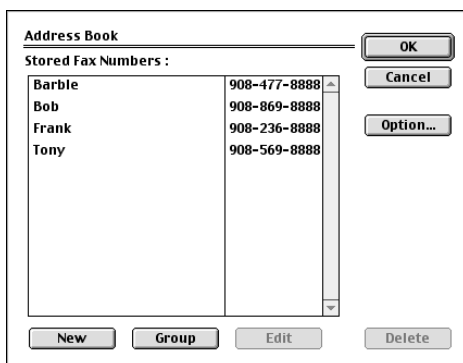 Address Book
OK
Stored Fax Numbers :
Cancel
Barble 908-477-8888
Bob 908-869-8888
Frank 908-236-8888
Option...
Tony 908-569-8888
New Group Edit Delete